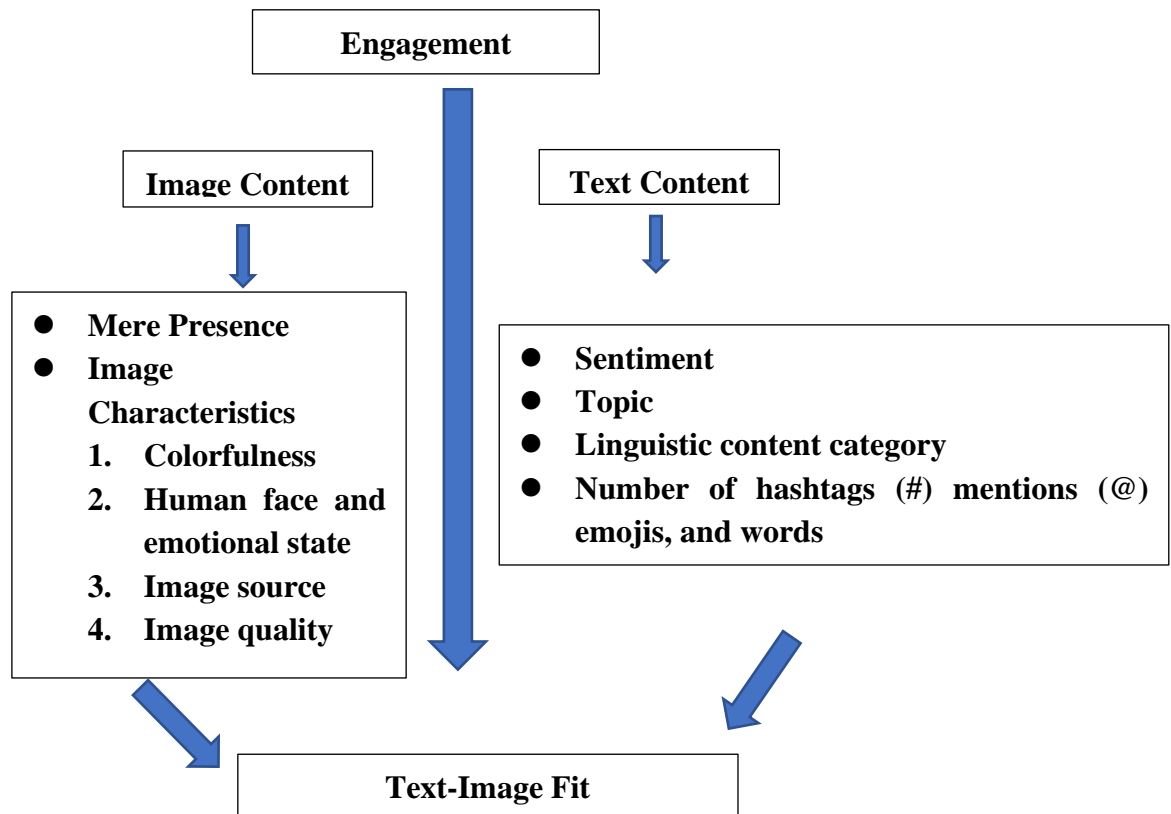 Engagement
Image Content
Text Content
● Mere Presence
● Image
Characteristics
1. Colorfulness
2. Human face and
emotional state
3. Image source
4. Image quality
● Sentiment
● Topic
● Linguistic content category
● Number of hashtags (#) mentions (@)
emojis, and words
Text-Image Fit